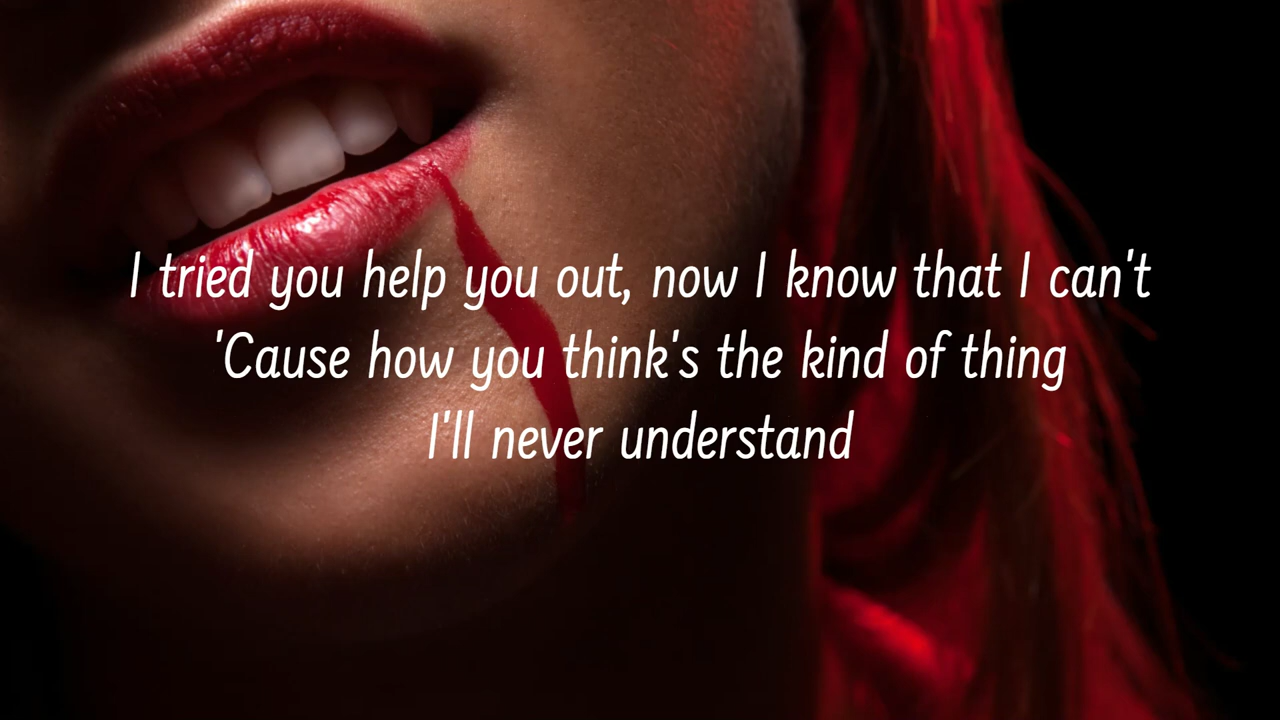 I tried you help you out, now I know that I can't
'Cause how you think's the kind of thing
I'll never understand